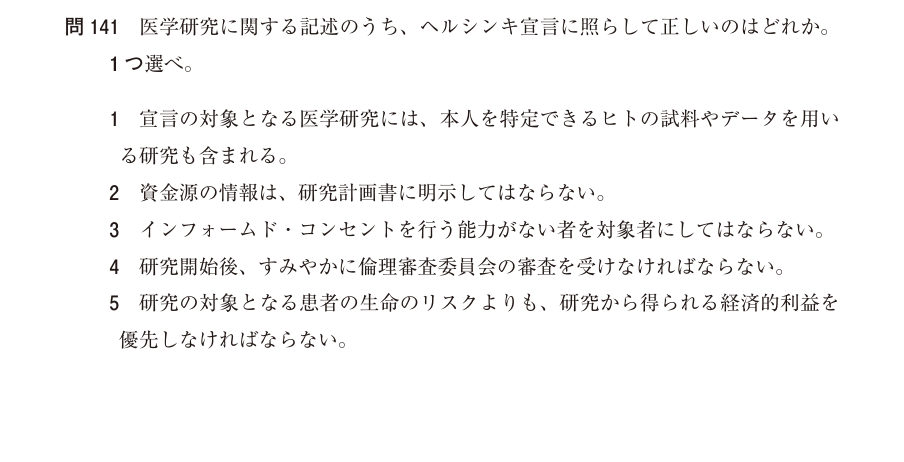 問 141　医学研究に関する記述のうち、ヘルシンキ宣言に照らして正しいのはどれか。
1 つ選べ。
1　宣言の対象となる医学研究には、本人を特定できるヒトの試料やデータを用い
る研究も含まれる。
2　資金源の情報は、研究計画書に明示してはならない。
3　インフォームド・コンセントを行う能力がない者を対象者にしてはならない。
4　研究開始後、すみやかに倫理審査委員会の審査を受けなければならない。
5　研究の対象となる患者の生命のリスクよりも、研究から得られる経済的利益を
優先しなければならない。